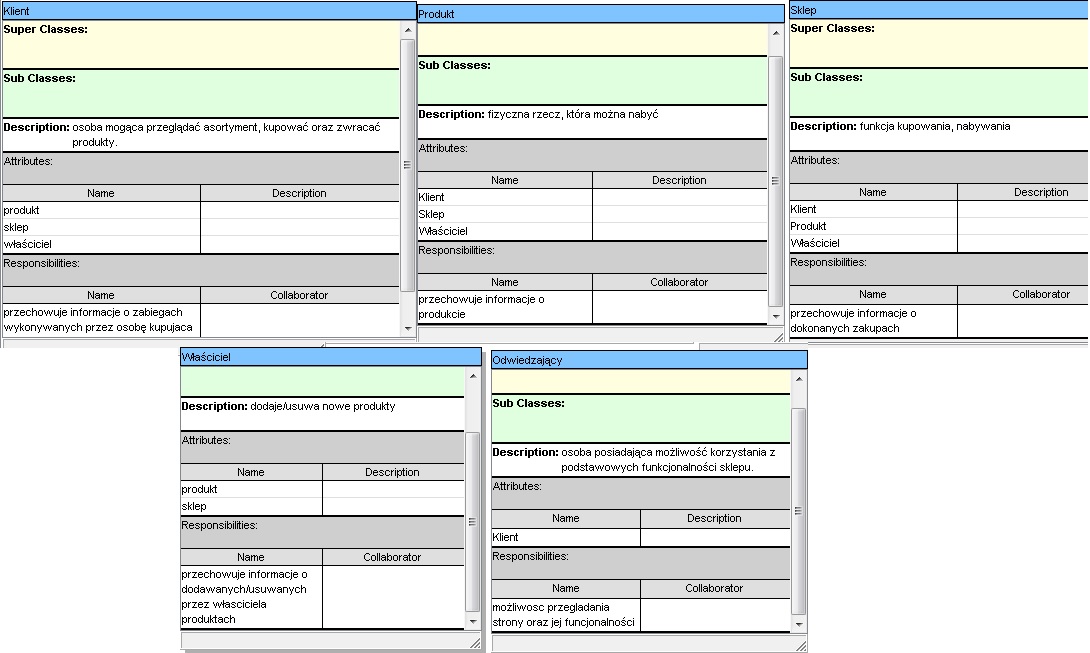 Klient
Super Classes:
Sub Classes:
Description: osoba mogąca przeglądać asortyment, kupować oraz zwracać
produkty.
Attributes:
Name Description
produkt
sklep
właściciel
Responsibilities:
Name Collaborator
przechowuje informacje o zabiegach
wykonywanych przez osobę kupujaca
Produkt
Sub Classes:
Description: fizyczna rzecz, która można nabyć
Attributes:
Name Description
Klient
Sklep
Właściciel
Responsibilities:
Name Collaborator
przechowuje informacje o
produkcie
Sklep
Super Classes:
Sub Classes:
Description: funkcja kupowania, nabywania
Attributes:
Name Description
Klient
Produkt
Właściciel
Responsibilities:
Name Collaborator
przechowuje informacje o
dokonanych zakupach
Właściciel
Description: dodaje/usuwa nowe produkty
Attributes:
Name Description
produkt
sklep
Responsibilities:
Name Collaborator
przechowuje informacje o
dodawanych/usuwanych
przez własciciela
produktach
Odwiedzający
Sub Classes:
Description: osoba posiadająca możliwość korzystania z
podstawowych funkcjonalności sklepu.
Attributes:
Name Description
Klient
Responsibilities:
Name Collaborator
możliwosc przegladania
strony oraz jej funcjonalności